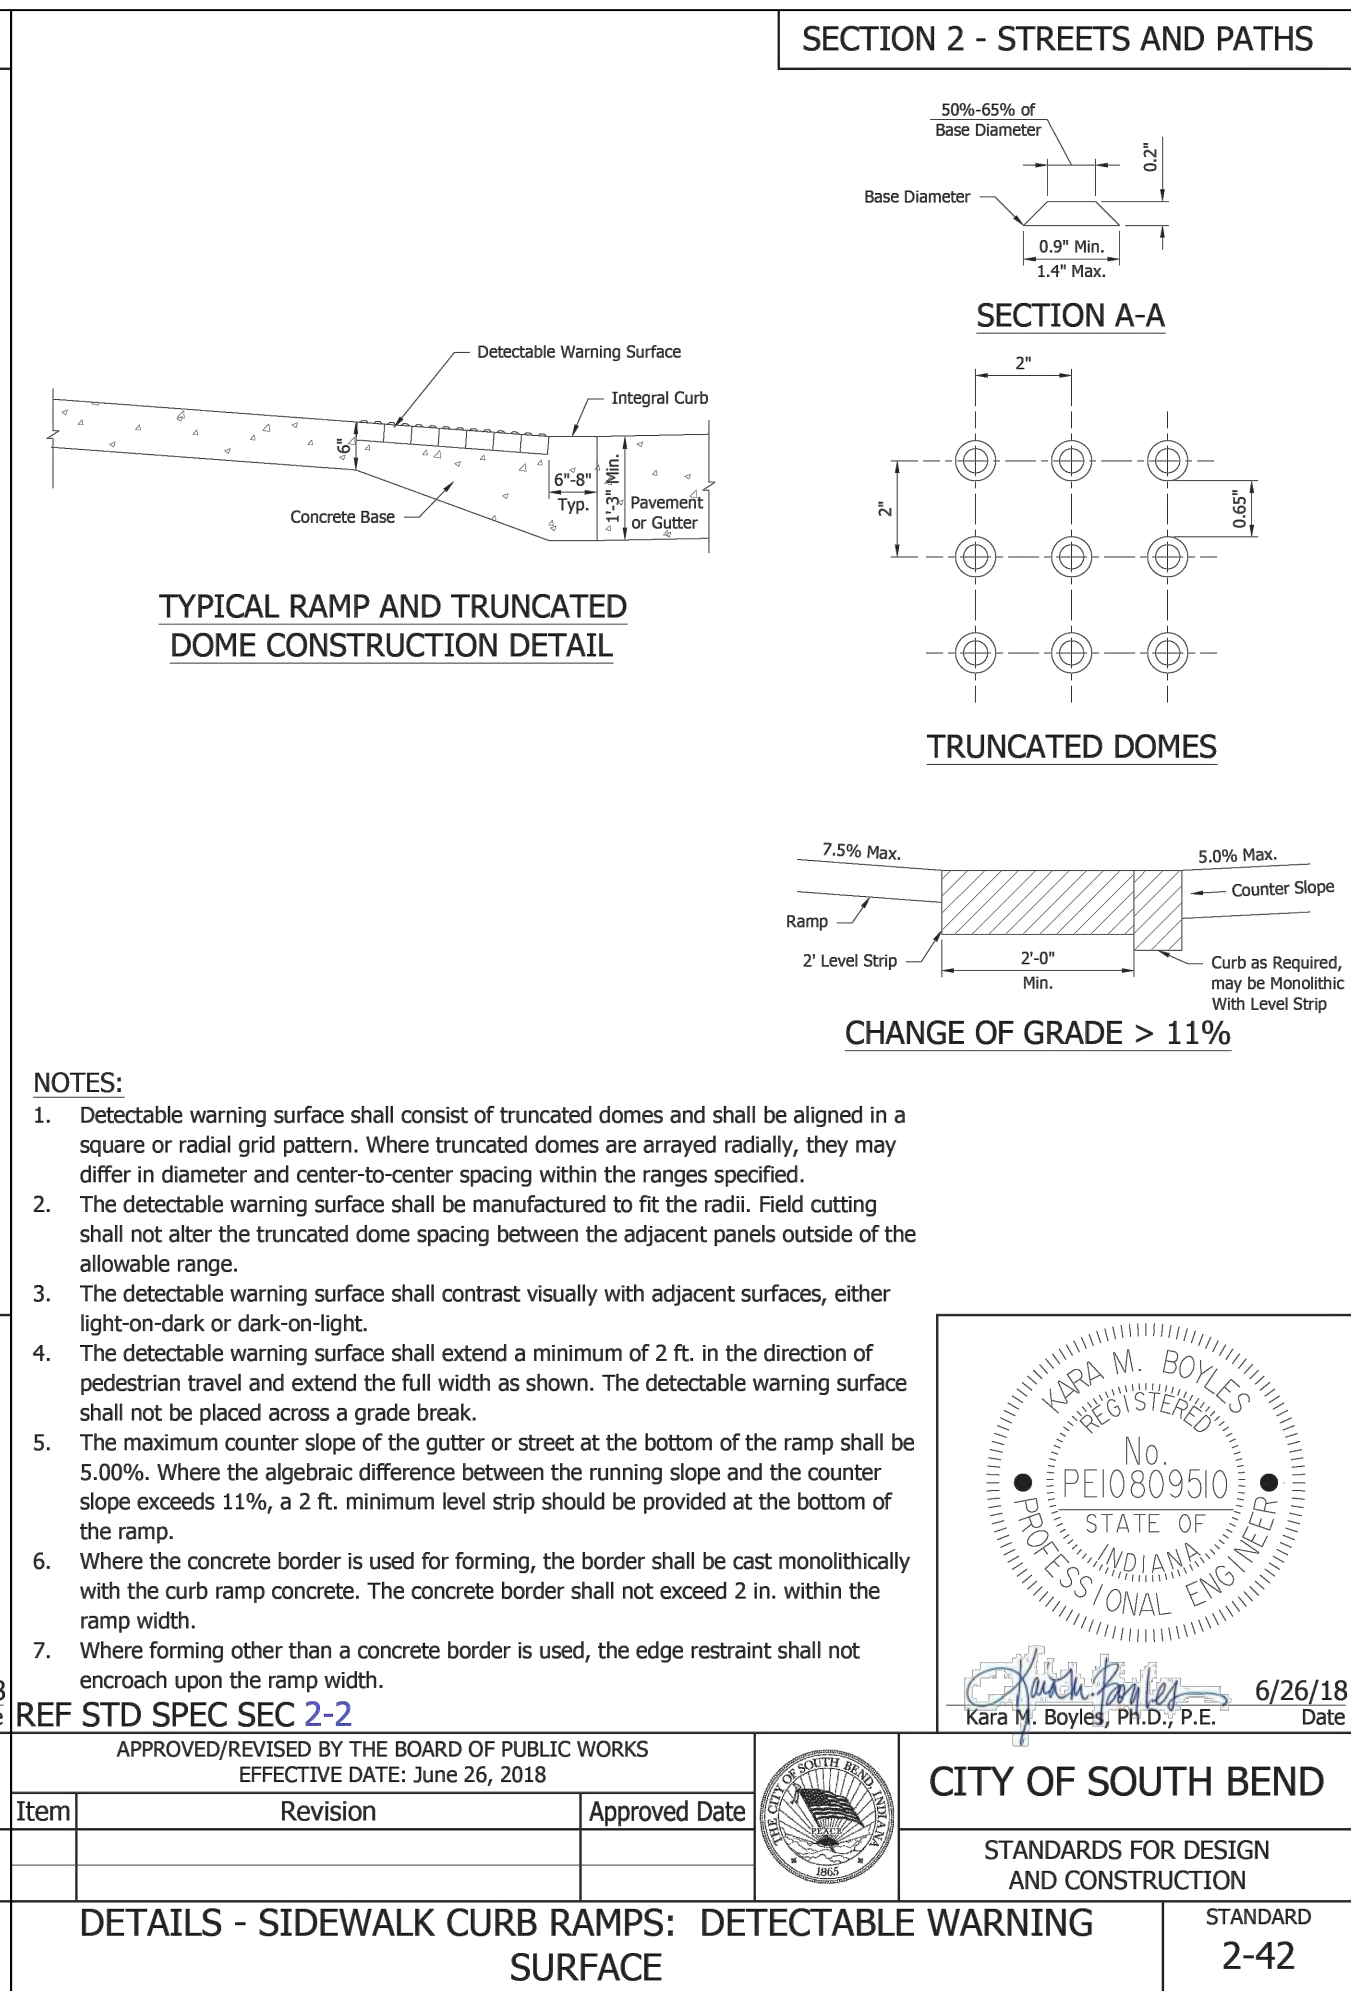 SECTION 2 - STREETS AND PATHS
50%-65% of
Base Diameter
0.2"
Base Diameter
0.9" Min.
1.4" Max.
SECTION A-A
Detectable Warning Surface
Integral Curb
6"
6"-8"
Typ.
1'-3" Min.
Pavement
or Gutter
Concrete Base
TYPICAL RAMP AND TRUNCATED
DOME CONSTRUCTION DETAIL
2"
2"
0.65"
TRUNCATED DOMES
7.5% Max.
5.0% Max.
Counter Slope
Ramp
2' Level Strip
2'-0"
Min.
Curb as Required,
may be Monolithic
With Level Strip
CHANGE OF GRADE > 11%
NOTES:
1. Detectable warning surface shall consist of truncated domes and shall be aligned in a
square or radial grid pattern. Where truncated domes are arrayed radially, they may
differ in diameter and center-to-center spacing within the ranges specified.
2. The detectable warning surface shall be manufactured to fit the radii. Field cutting
shall not alter the truncated dome spacing between the adjacent panels outside of the
allowable range.
3. The detectable warning surface shall contrast visually with adjacent surfaces, either
light-on-dark or dark-on-light.
4. The detectable warning surface shall extend a minimum of 2 ft. in the direction of
pedestrian travel and extend the full width as shown. The detectable warning surface
shall not be placed across a grade break.
5. The maximum counter slope of the gutter or street at the bottom of the ramp shall be
5.00%. Where the algebraic difference between the running slope and the counter
slope exceeds 11%, a 2 ft. minimum level strip should be provided at the bottom of
the ramp.
6. Where the concrete border is used for forming, the border shall be cast monolithically
with the curb ramp concrete. The concrete border shall not exceed 2 in. within the
ramp width.
7. Where forming other than a concrete border is used, the edge restraint shall not
encroach upon the ramp width.
REF STD SPEC SEC 2-2
KARA M. BOYLES
REGISTERED
No.
PE10809510
STATE OF
INDIANA
PROFESSIONAL ENGINEER
Kara M. Boyles
6/26/18
Kara M. Boyles, Ph.D., P.E.
Date
APPROVED/REVISED BY THE BOARD OF PUBLIC WORKS
EFFECTIVE DATE: June 26, 2018
Item
Revision
Approved Date
THE CITY OF SOUTH BEND, INDIANA
PEACE
1865
CITY OF SOUTH BEND
STANDARDS FOR DESIGN
AND CONSTRUCTION
DETAILS - SIDEWALK CURB RAMPS: DETECTABLE WARNING
SURFACE
STANDARD
2-42